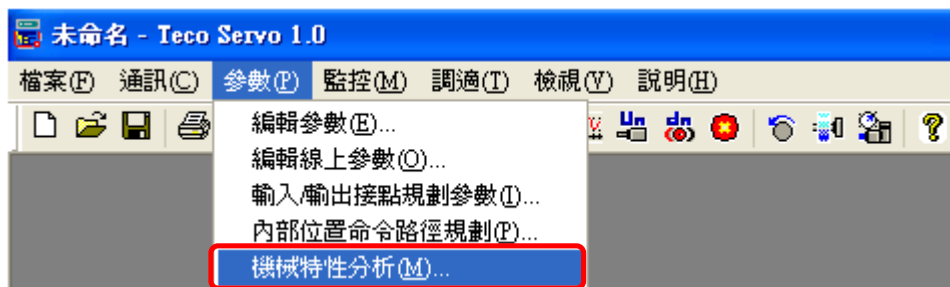 未命名 - Teco Servo 1.0
檔案(F) 通訊(C) 參數(P) 監控(M) 調適(T) 檢視(V) 說明(H)
編輯參數(E)...
編輯線上參數(O)...
輸入/輸出接點規劃參數(I)...
內部位置命令路徑規劃(P)...
機械特性分析(M)...